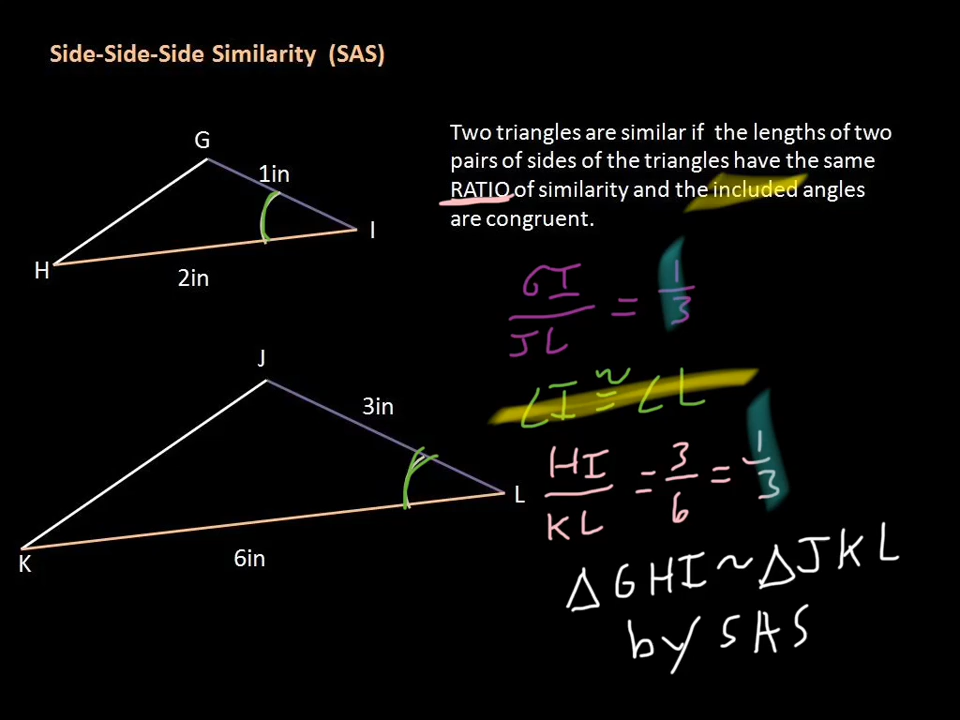 Side-Side-Side Similarity (SAS)
G
1in
I
H
2in
J
3in
L
K
6in
Two triangles are similar if the lengths of two
pairs of sides of the triangles have the same
RATIO of similarity and the included angles
are congruent.
GI/JL = 1/3
∠I ≅ ∠L
HI/KL = 3/6 = 1/3
△GHI ~ △JKL
by SAS